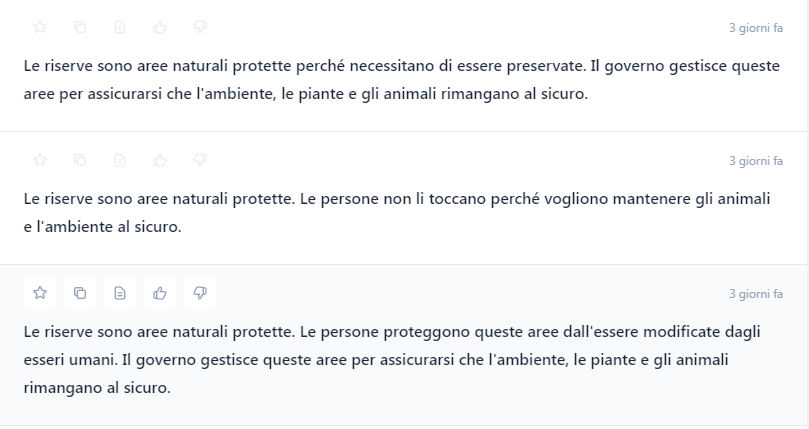 3 giorni fa
Le riserve sono aree naturali protette perché necessitano di essere preservate. Il governo gestisce queste
aree per assicurarsi che l'ambiente, le piante e gli animali rimangano al sicuro.
3 giorni fa
Le riserve sono aree naturali protette. Le persone non li toccano perché vogliono mantenere gli animali
e l'ambiente al sicuro.
3 giorni fa
Le riserve sono aree naturali protette. Le persone proteggono queste aree dall'essere modificate dagli
esseri umani. Il governo gestisce queste aree per assicurarsi che l'ambiente, le piante e gli animali
rimangano al sicuro.